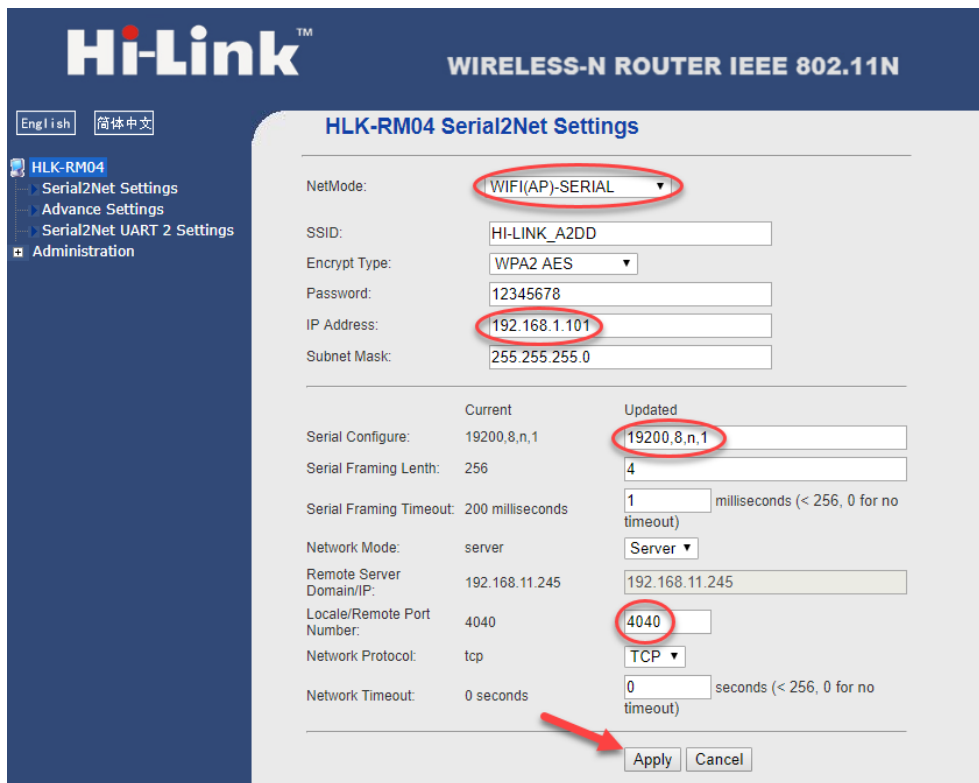 Hi-Link™
WIRELESS-N ROUTER IEEE 802.11N
English 简体中文
HLK-RM04
Serial2Net Settings
Advance Settings
Serial2Net UART 2 Settings
Administration
HLK-RM04 Serial2Net Settings
NetMode: WIFI(AP)-SERIAL
SSID: HI-LINK_A2DD
Encrypt Type: WPA2 AES
Password: 12345678
IP Address: 192.168.1.101
Subnet Mask: 255.255.255.0
Current Updated
Serial Configure: 19200,8,n,1 19200,8,n,1
Serial Framing Lenth: 256 4
Serial Framing Timeout: 200 milliseconds 1 milliseconds (< 256, 0 for no
timeout)
Network Mode: server Server
Remote Server
Domain/IP: 192.168.11.245 192.168.11.245
Locale/Remote Port
Number: 4040 4040
Network Protocol: tcp TCP
Network Timeout: 0 seconds 0 seconds (< 256, 0 for no
timeout)
Apply Cancel